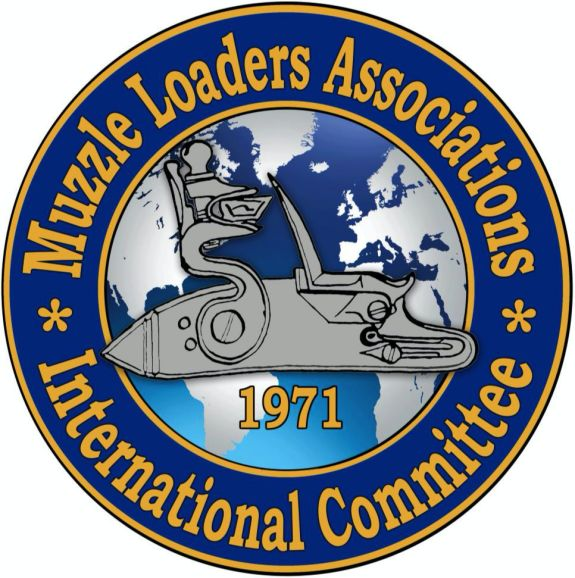 Muzzle Loaders Associations
1971
* International Committee *